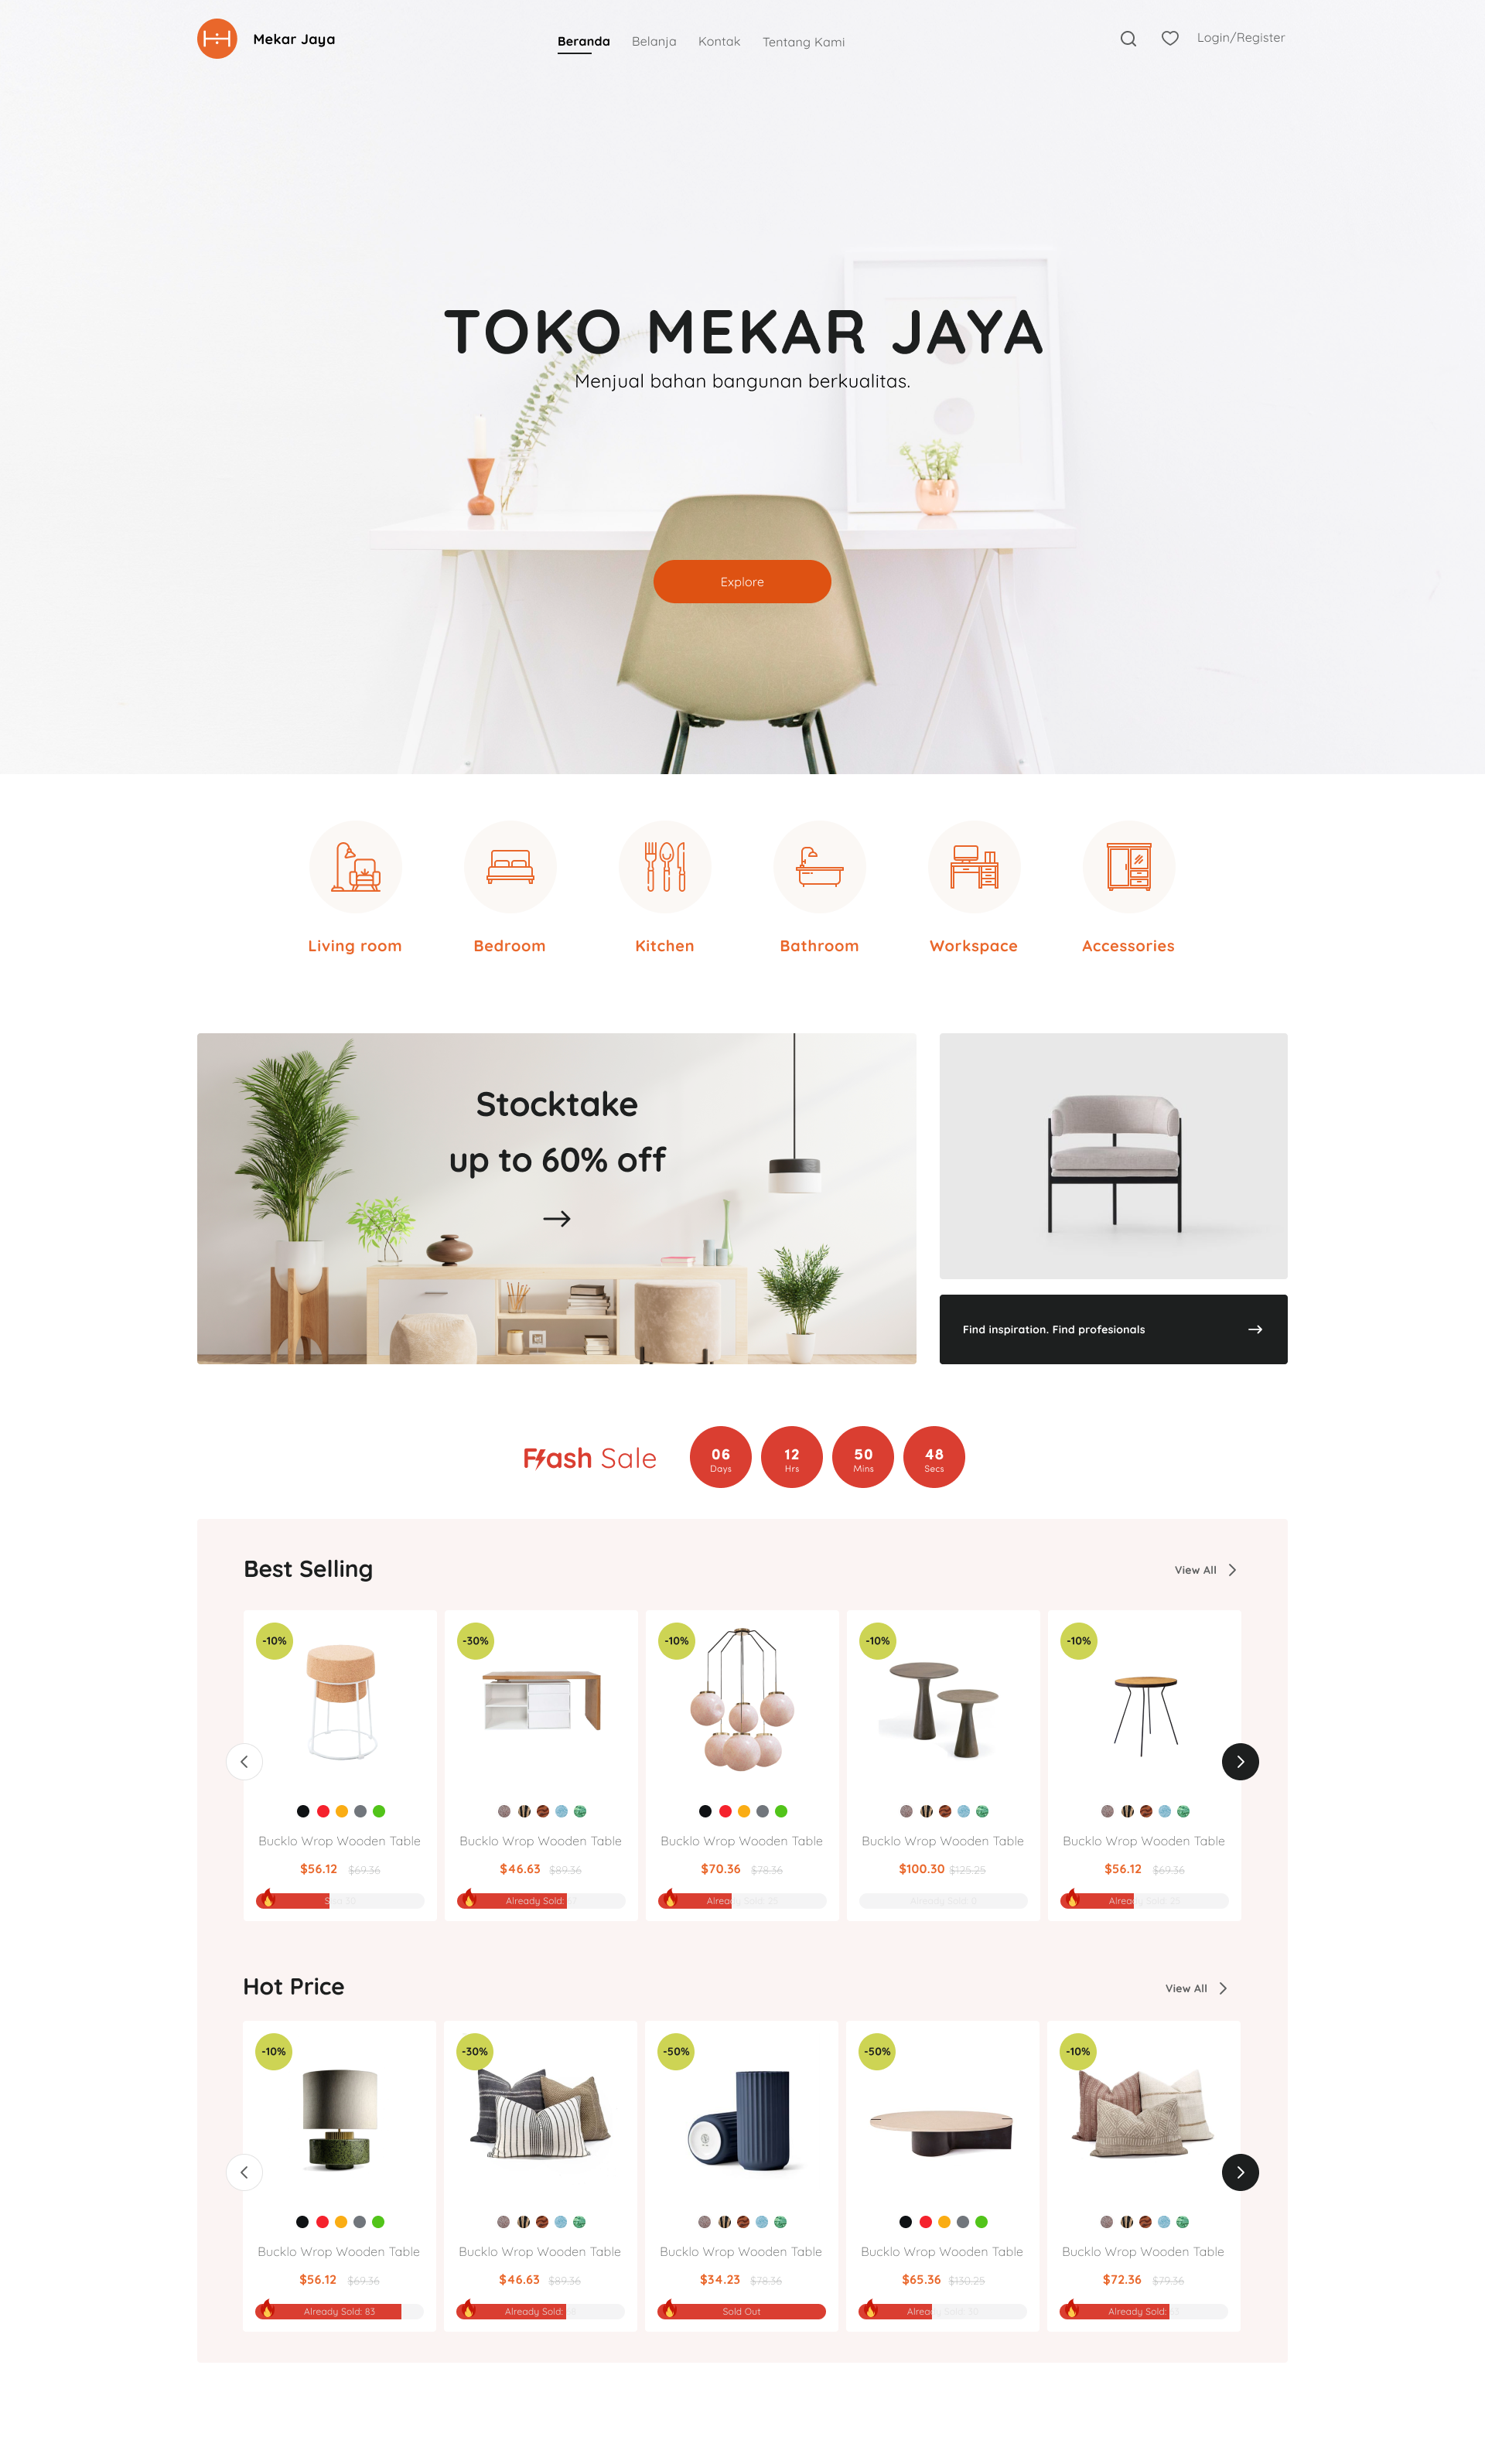 Mekar Jaya
Beranda Belanja Kontak Tentang Kami
Login/Register
TOKO MEKAR JAYA
Menjual bahan bangunan berkualitas.
Explore
Living room Bedroom Kitchen Bathroom Workspace Accessories
Stocktake
up to 60% off
Find inspiration. Find profesionals
Flash Sale
06 12 50 48
Days Hrs Mins Secs
Best Selling
View All
-10% -30% -10% -10% -10%
Bucklo Wrop Wooden Table Bucklo Wrop Wooden Table Bucklo Wrop Wooden Table Bucklo Wrop Wooden Table Bucklo Wrop Wooden Table
$56.12 $69.36 $46.63 $89.36 $70.36 $78.36 $100.30 $125.25 $56.12 $69.36
Already Sold: Already Sold: 25 Already Sold: 0 Already Sold: 25
Hot Price
View All
-10% -30% -50% -50% -10%
Bucklo Wrop Wooden Table Bucklo Wrop Wooden Table Bucklo Wrop Wooden Table Bucklo Wrop Wooden Table Bucklo Wrop Wooden Table
$56.12 $69.36 $46.63 $89.36 $34.23 $78.36 $65.36 $130.25 $72.36 $79.36
Already Sold: 83 Already Sold: Sold Out Already Sold: Already Sold: